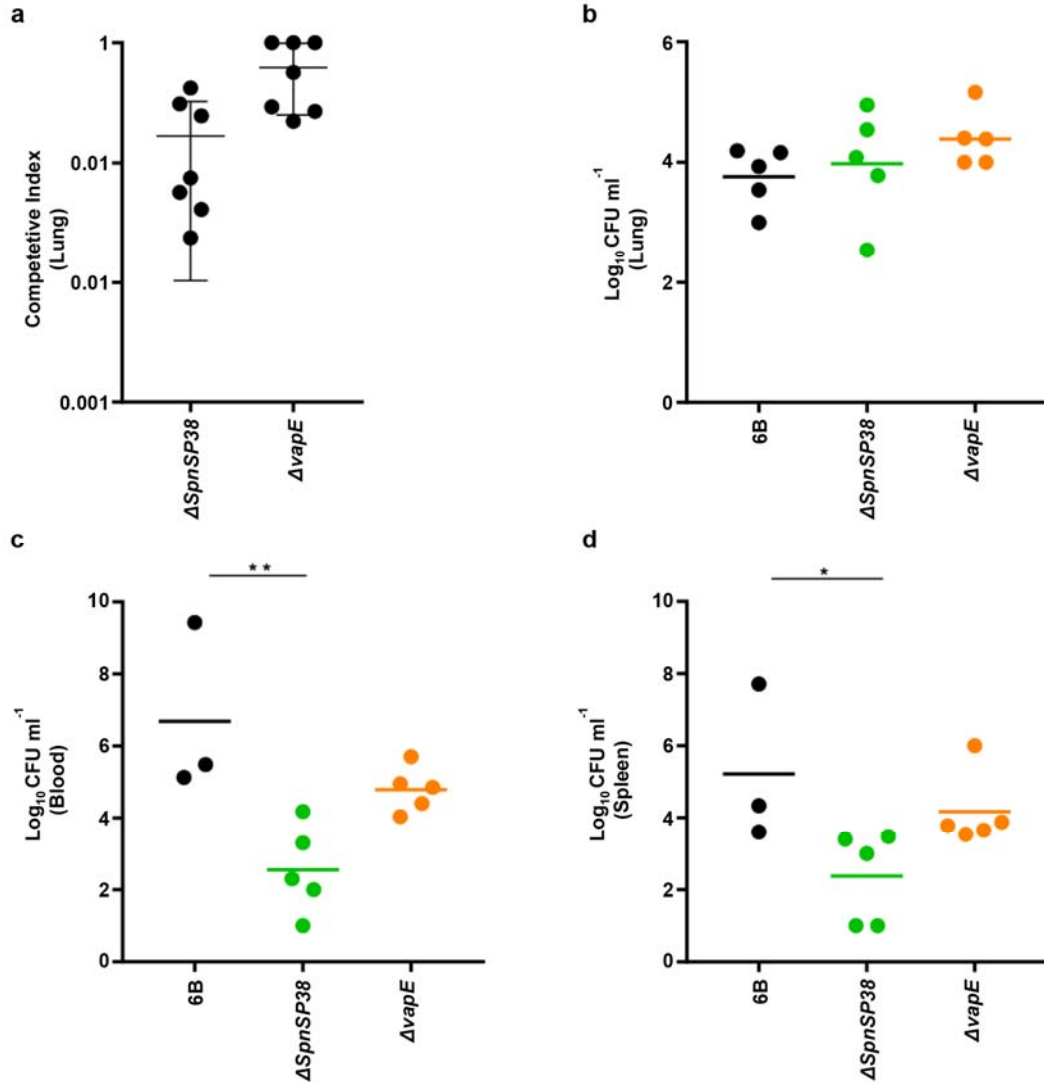 a
Competetive Index
(Lung)
1
0.01
0.01
0.001
ΔSpnSP38
ΔvapE
b
Log₁₀ CFU ml⁻¹
(Lung)
6
4
2
0
6B
ΔSpnSP38
ΔvapE
c
Log₁₀ CFU ml⁻¹
(Blood)
* *
10
8
6
4
2
0
6B
ΔSpnSP38
ΔvapE
d
Log₁₀ CFU ml⁻¹
(Spleen)
*
10
8
6
4
2
0
6B
ΔSpnSP38
ΔvapE